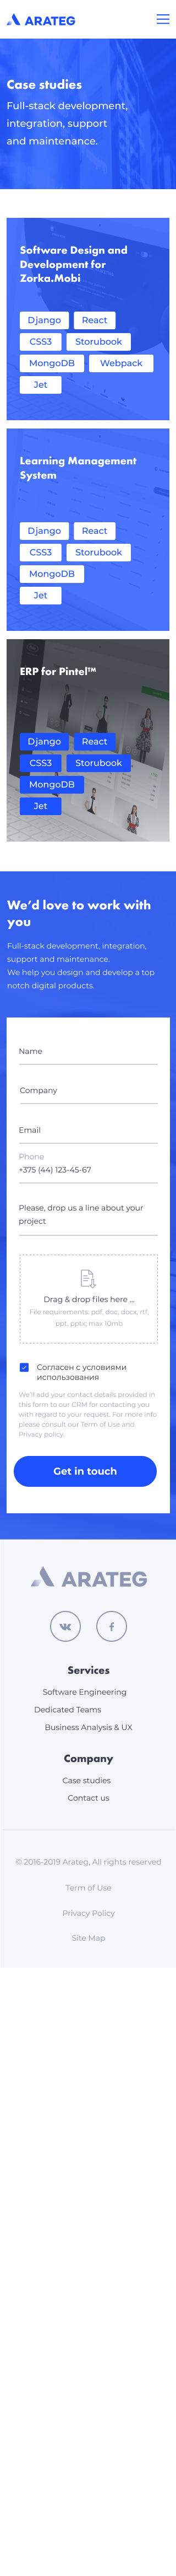 ARATEG
Case studies
Full-stack development,
integration, support
and maintenance.
Software Design and
Development for
Zorka.Mobi
Django React
CSS3 Storubook
MongoDB Webpack
Jet
Learning Management
System
Django React
CSS3 Storubook
MongoDB
Jet
ERP for Pintel™
Django React
CSS3 Storubook
MongoDB
Jet
We'd love to work with
you
Full-stack development, integration,
support and maintenance.
We help you design and develop a top
notch digital products.
Name
Company
Email
Phone
+375 (44) 123-45-67
Please, drop us a line about your
project
Drag & drop files here ...
File requirements: pdf, doc, docx, rtf,
ppt, pptx; max 10mb
Согласен с условиями
использования
We'll add your contact details provided in
this form to our CRM for contacting you
with regard to your request. For more info
please consult our Term of Use and
Privacy policy.
Get in touch
ARATEG
Services
Software Engineering
Dedicated Teams
Business Analysis & UX
Company
Case studies
Contact us
© 2016-2019 Arateg, All rights reserved
Term of Use
Privacy Policy
Site Map